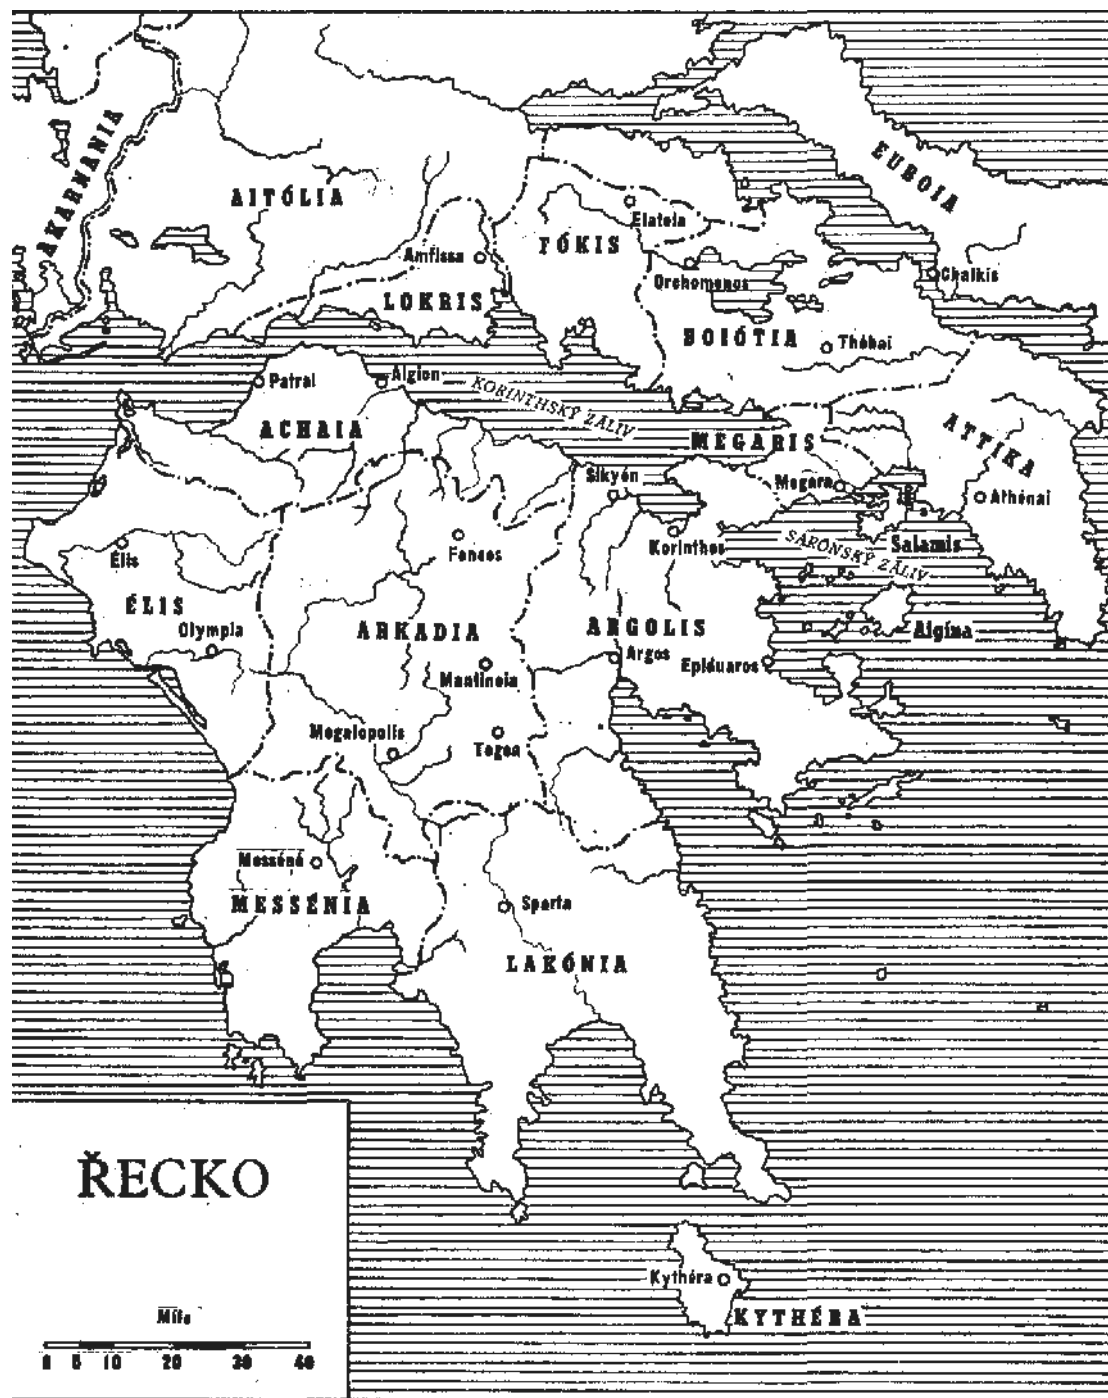 AKARNANIA
AITÓLIA
EUBOIA
Elateia
FÓKIS
Amfissa
Orchomenos
Chalkis
LOKRIS
BOIÓTIA
Thébai
Patrai
Aigion
KORINTHSKÝ ZÁLIV
ACHAIA
MEGARIS
ATTIKA
Sikyón
Megara
Athénai
Korinthos
Salamis
SARÓNSKÝ ZÁLIV
Feneos
Élis
ÉLIS
Olympia
ARKADIA
ARGOLIS
Aigina
Argos
Epidauros
Mantineia
Megalopolis
Tegea
Messéné
MESSÉNIA
Sparta
LAKÓNIA
ŘECKO
Kythéra
KYTHÉRA
Míle
0 5 10 20 30 40